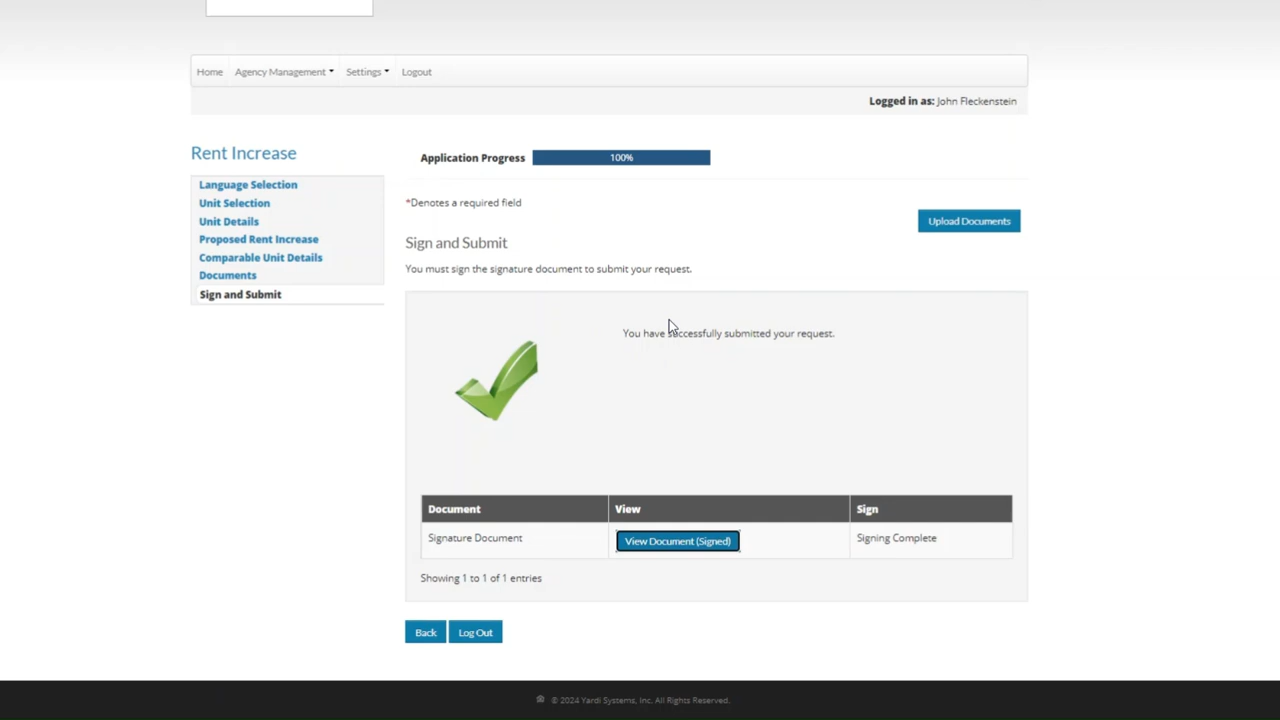 Home Agency Management Settings Logout
Logged in as: John Fleckenstein
Rent Increase
Language Selection
Unit Selection
Unit Details
Proposed Rent Increase
Comparable Unit Details
Documents
Sign and Submit
Application Progress 100%
*Denotes a required field
Upload Documents
Sign and Submit
You must sign the signature document to submit your request.
You have successfully submitted your request.
Document View Sign
Signature Document View Document (Signed) Signing Complete
Showing 1 to 1 of 1 entries
Back Log Out
© 2024 Yardi Systems, Inc. All Rights Reserved.